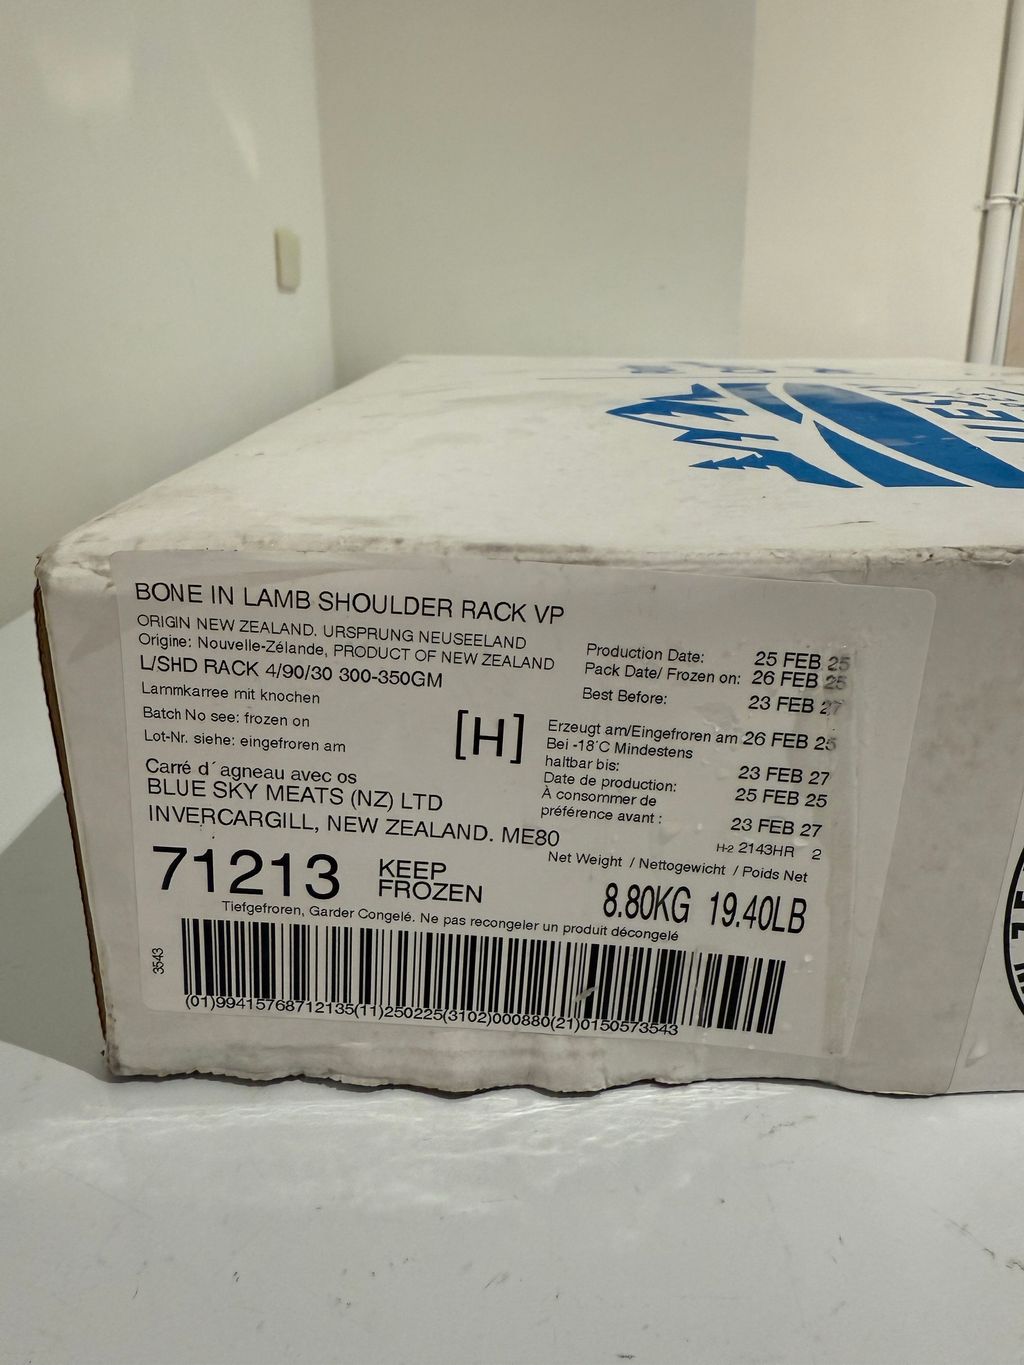 BONE IN LAMB SHOULDER RACK VP
ORIGIN NEW ZEALAND. URSPRUNG NEUSEELAND
Origine: Nouvelle-Zélande, PRODUCT OF NEW ZEALAND
L/SHD RACK 4/90/30 300-350GM
Lammkarree mit knochen
Batch No see: frozen on
Lot-Nr. siehe: eingefroren am
[H]
Carré d´agneau avec os
BLUE SKY MEATS (NZ) LTD
INVERCARGILL, NEW ZEALAND. ME80
Production Date: 25 FEB 25
Pack Date/ Frozen on: 26 FEB 25
Best Before: 23 FEB 27
Erzeugt am/Eingefroren am 26 FEB 25
Bei -18°C Mindestens
haltbar bis: 23 FEB 27
Date de production: 25 FEB 25
À consommer de
préférence avant : 23 FEB 27
H-2 2143HR 2
Net Weight / Nettogewicht / Poids Net
8.80KG 19.40LB
71213
KEEP
FROZEN
Tiefgefroren, Garder Congelé. Ne pas recongeler un produit décongelé
3543
(01)99415768712135(11)250225(3102)000880(21)0150573543